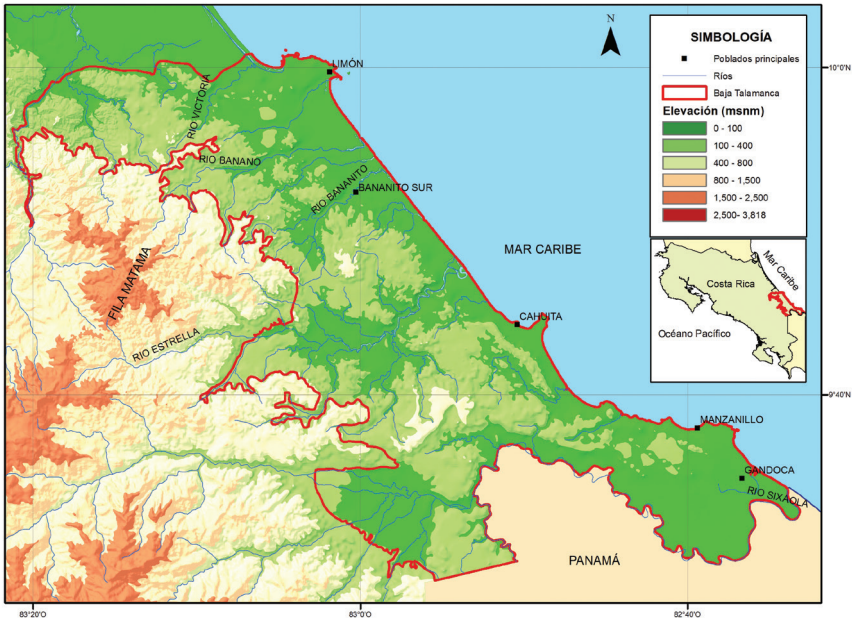 N
SIMBOLOGÍA
Poblados principales
Ríos
Baja Talamanca
Elevación (msnm)
0 - 100
100 - 400
400 - 800
800 - 1,500
1,500 - 2,500
2,500- 3,818
Mar Caribe
Costa Rica
Océano Pacífico
LIMÓN
10°0'N
RIO VICTORIA
RIO BANANO
RIO BANANITO
BANANITO SUR
MAR CARIBE
FILA MATAMA
CAHUITA
RIO ESTRELLA
9°40'N
MANZANILLO
GANDOCA
RIO SIXAOLA
PANAMÁ
83°20'O
83°0'O
82°40'O